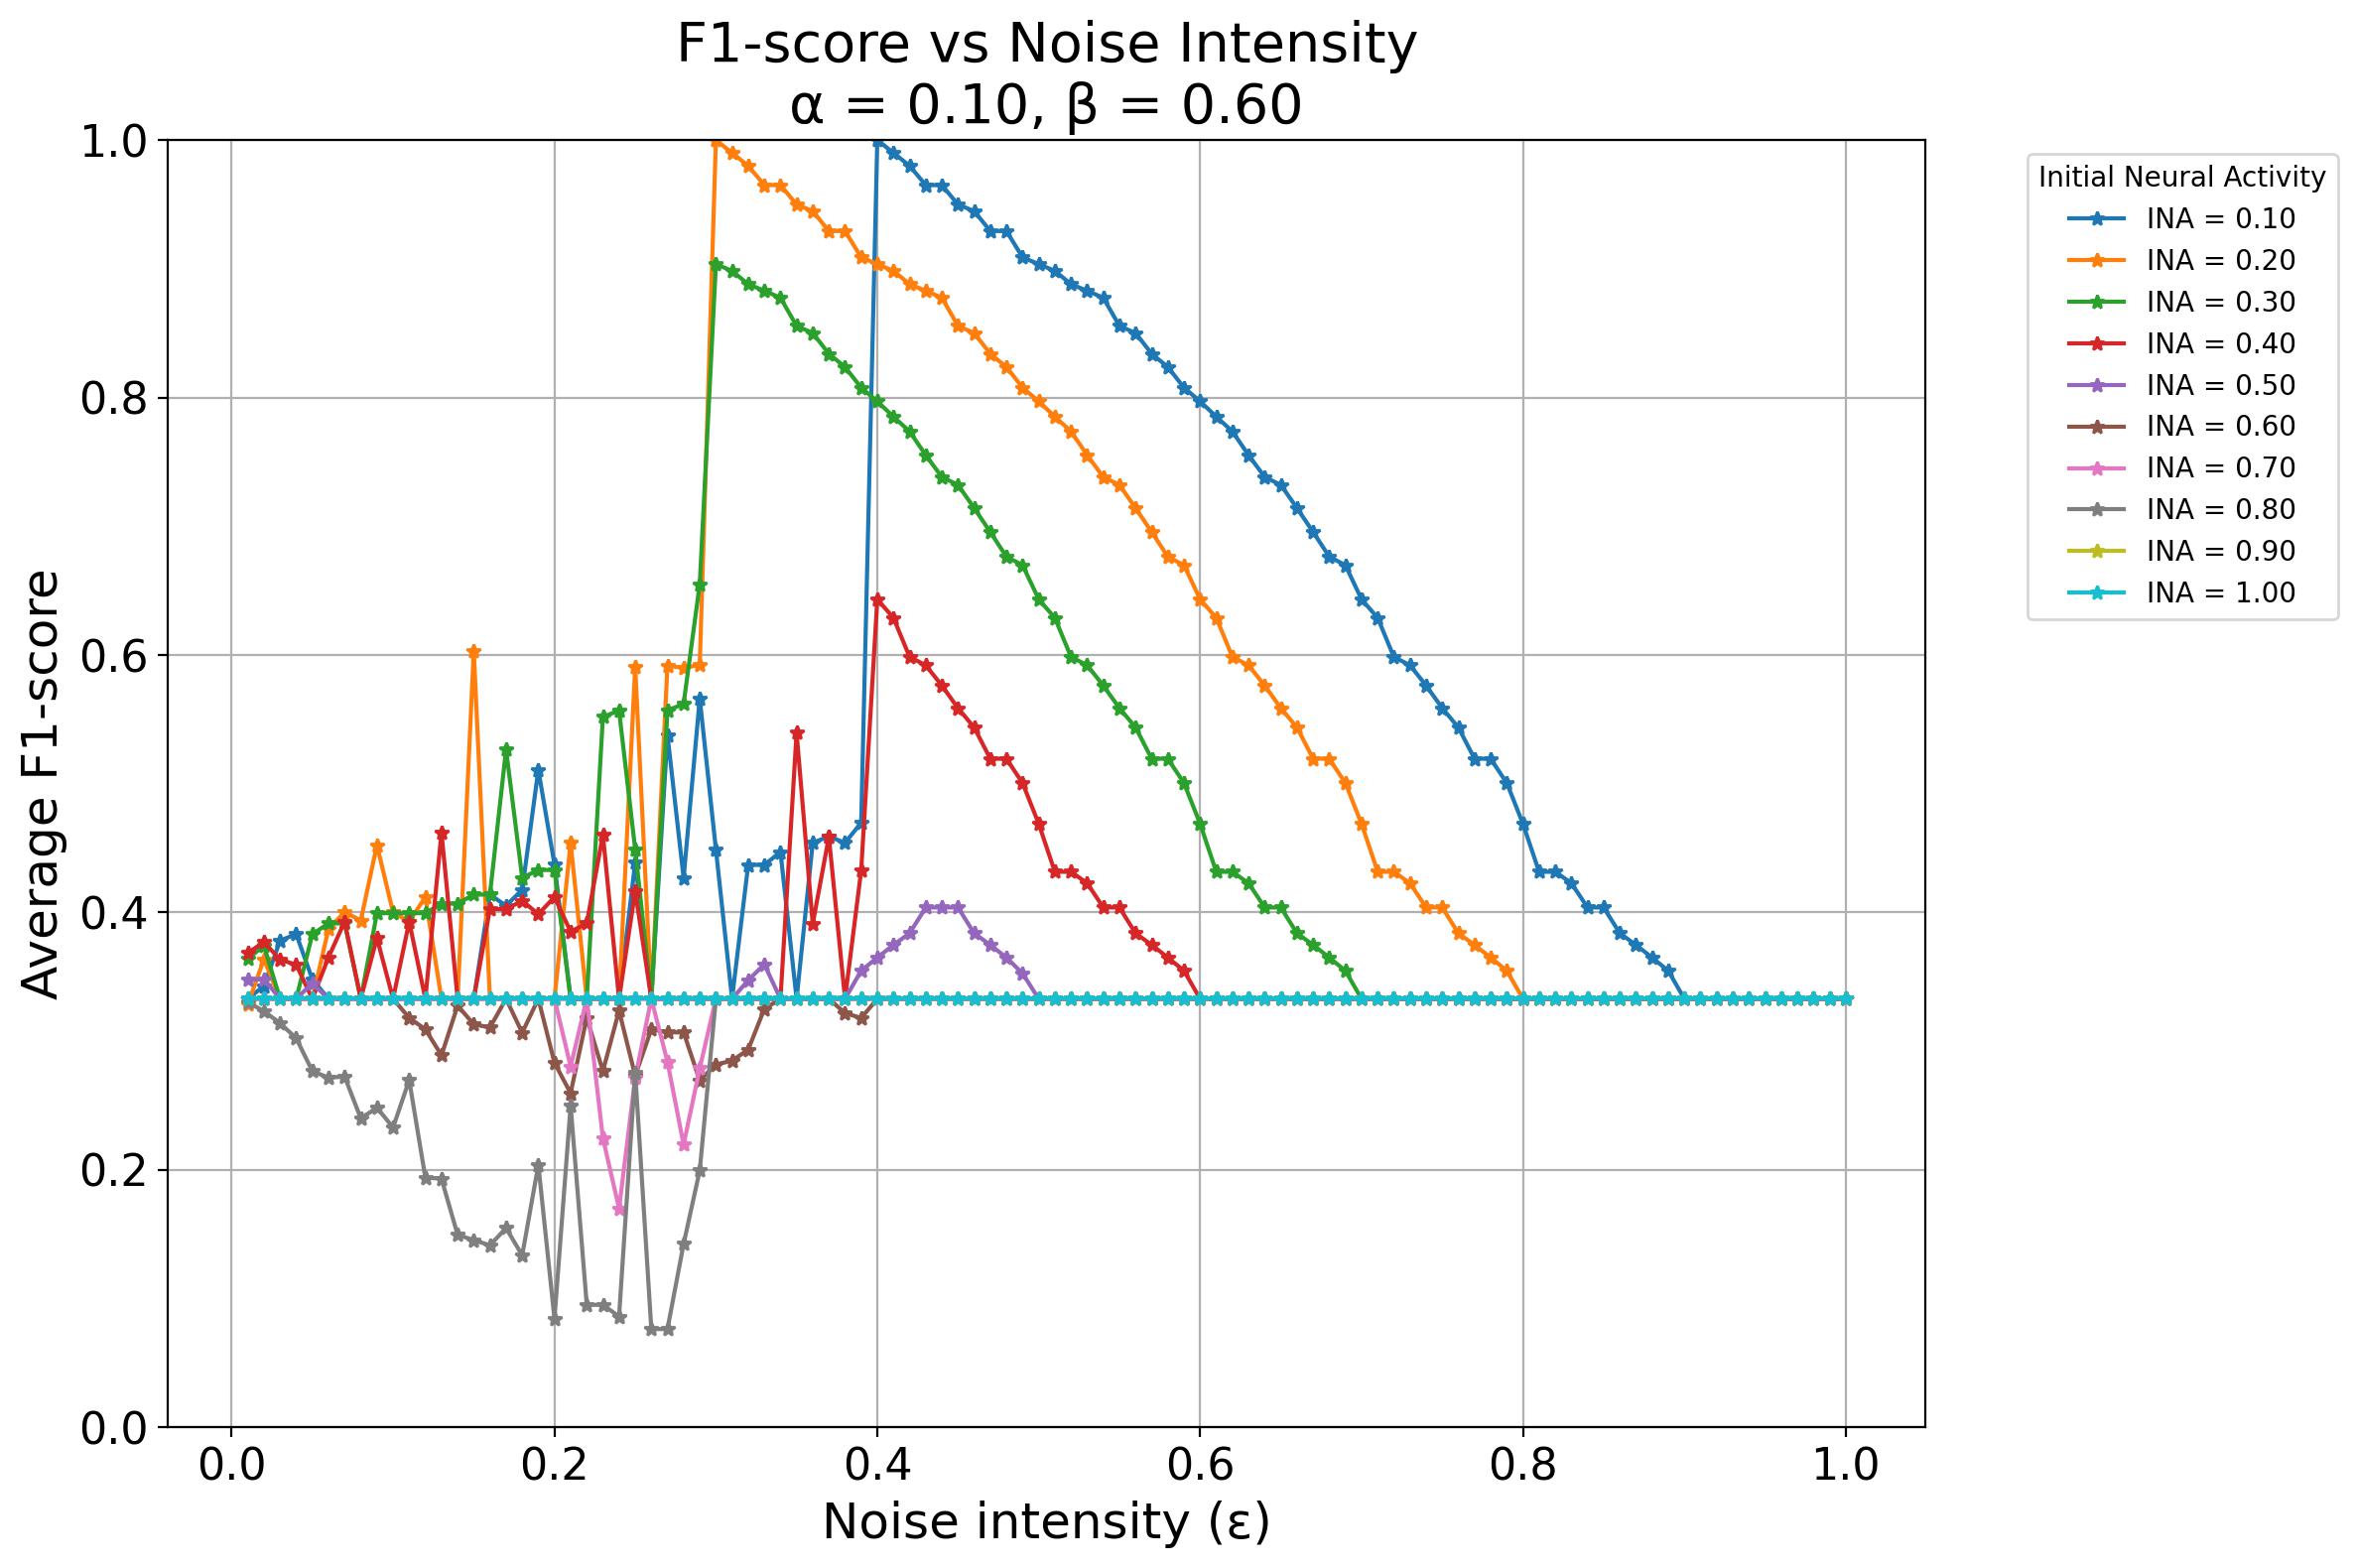 F1-score vs Noise Intensity
α = 0.10, β = 0.60
1.0
0.8
0.6
0.4
0.2
0.0
Average F1-score
0.0 0.2 0.4 0.6 0.8 1.0
Noise intensity (ε)
Initial Neural Activity
INA = 0.10
INA = 0.20
INA = 0.30
INA = 0.40
INA = 0.50
INA = 0.60
INA = 0.70
INA = 0.80
INA = 0.90
INA = 1.00